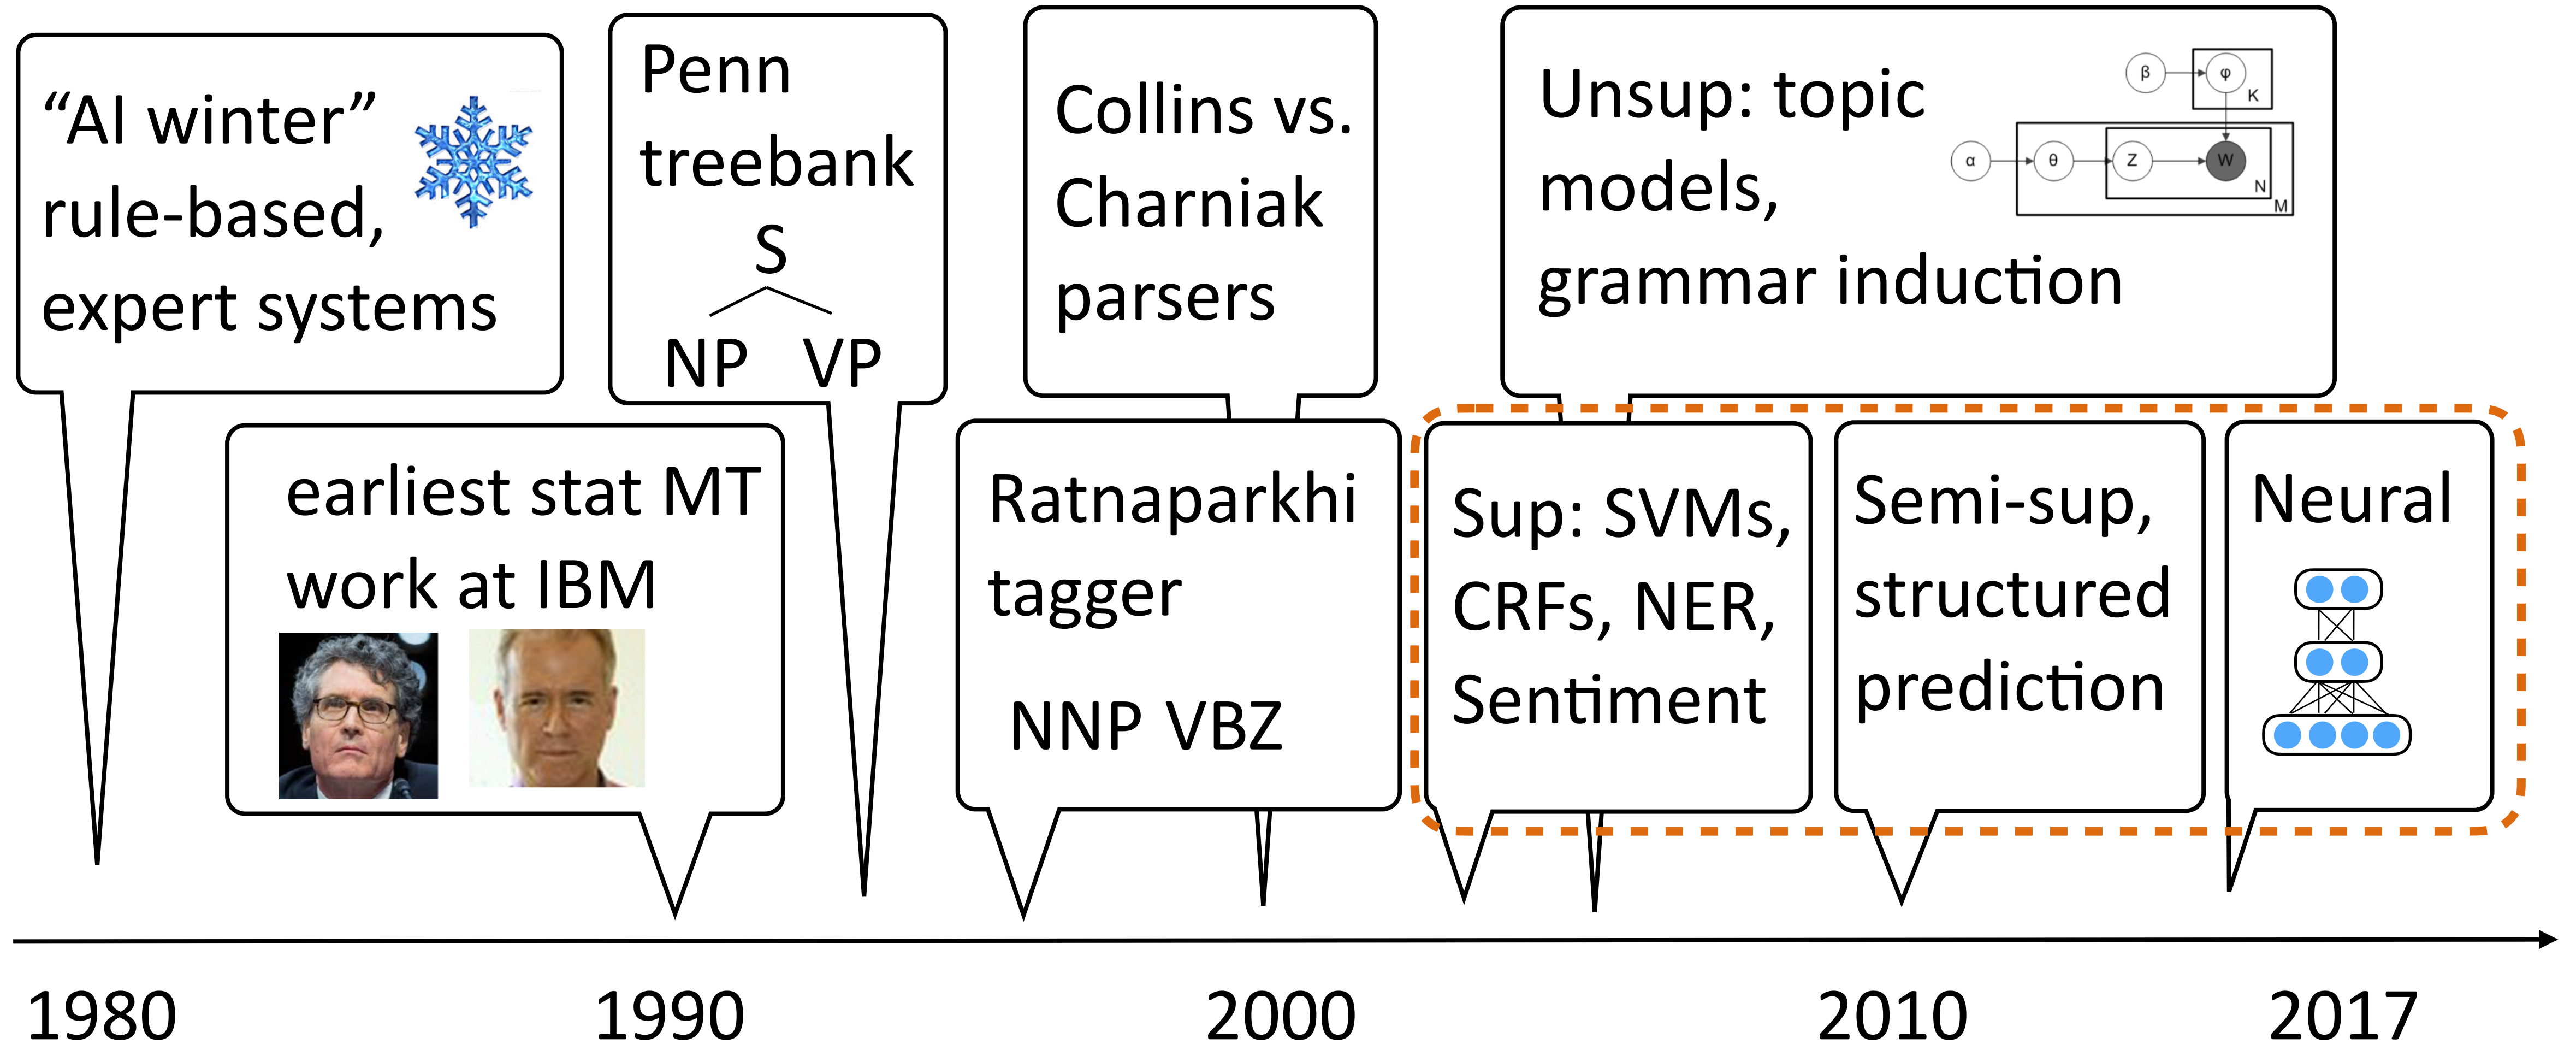 “AI winter”
rule-based,
expert systems
earliest stat MT
work at IBM
Penn
treebank
S
NP VP
Collins vs.
Charniak
parsers
Ratnaparkhi
tagger
NNP VBZ
Unsup: topic
models,
grammar induction
β φ
K
α θ Z W
N
M
Sup: SVMs,
CRFs, NER,
Sentiment
Semi-sup,
structured
prediction
Neural
1980 1990 2000 2010 2017